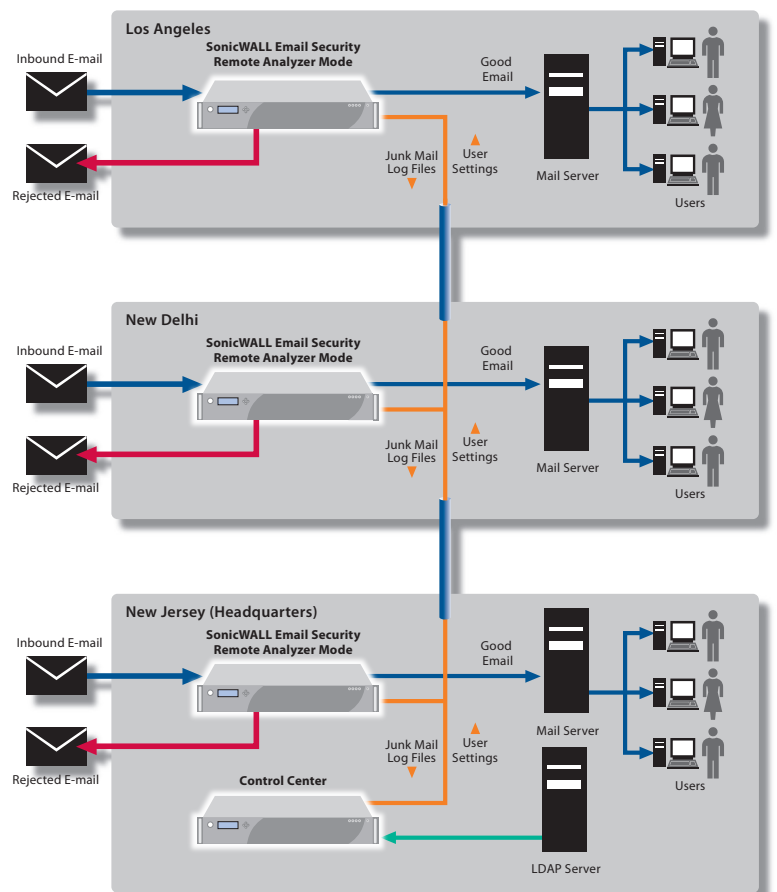 Los Angeles
SonicWALL Email Security
Remote Analyzer Mode
Inbound E-mail
Good
Email
Junk Mail
Log Files
User
Settings
Mail Server
Rejected E-mail
Users
New Delhi
SonicWALL Email Security
Remote Analyzer Mode
Inbound E-mail
Good
Email
Junk Mail
Log Files
User
Settings
Mail Server
Rejected E-mail
Users
New Jersey (Headquarters)
SonicWALL Email Security
Remote Analyzer Mode
Inbound E-mail
Good
Email
Mail Server
Junk Mail
Log Files
User
Settings
Rejected E-mail
Users
Control Center
LDAP Server